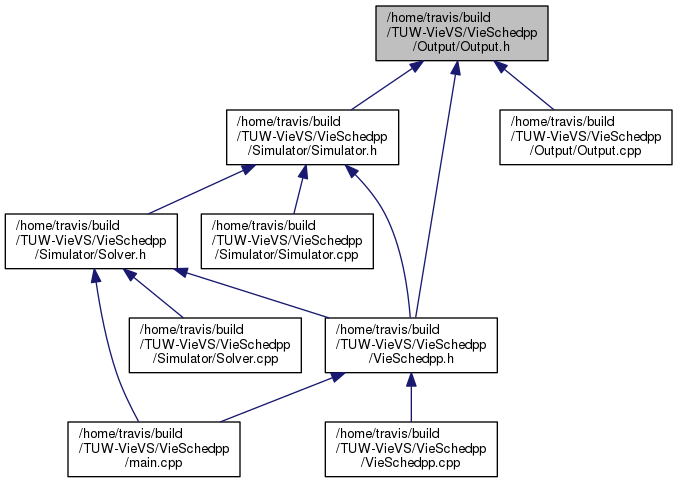 /home/travis/build
/TUW-VieVS/VieSchedpp
/Output/Output.h
/home/travis/build
/TUW-VieVS/VieSchedpp
/Simulator/Simulator.h
/home/travis/build
/TUW-VieVS/VieSchedpp
/Output/Output.cpp
/home/travis/build
/TUW-VieVS/VieSchedpp
/Simulator/Solver.h
/home/travis/build
/TUW-VieVS/VieSchedpp
/Simulator/Simulator.cpp
/home/travis/build
/TUW-VieVS/VieSchedpp
/Simulator/Solver.cpp
/home/travis/build
/TUW-VieVS/VieSchedpp
/VieSchedpp.h
/home/travis/build
/TUW-VieVS/VieSchedpp
/main.cpp
/home/travis/build
/TUW-VieVS/VieSchedpp
/VieSchedpp.cpp